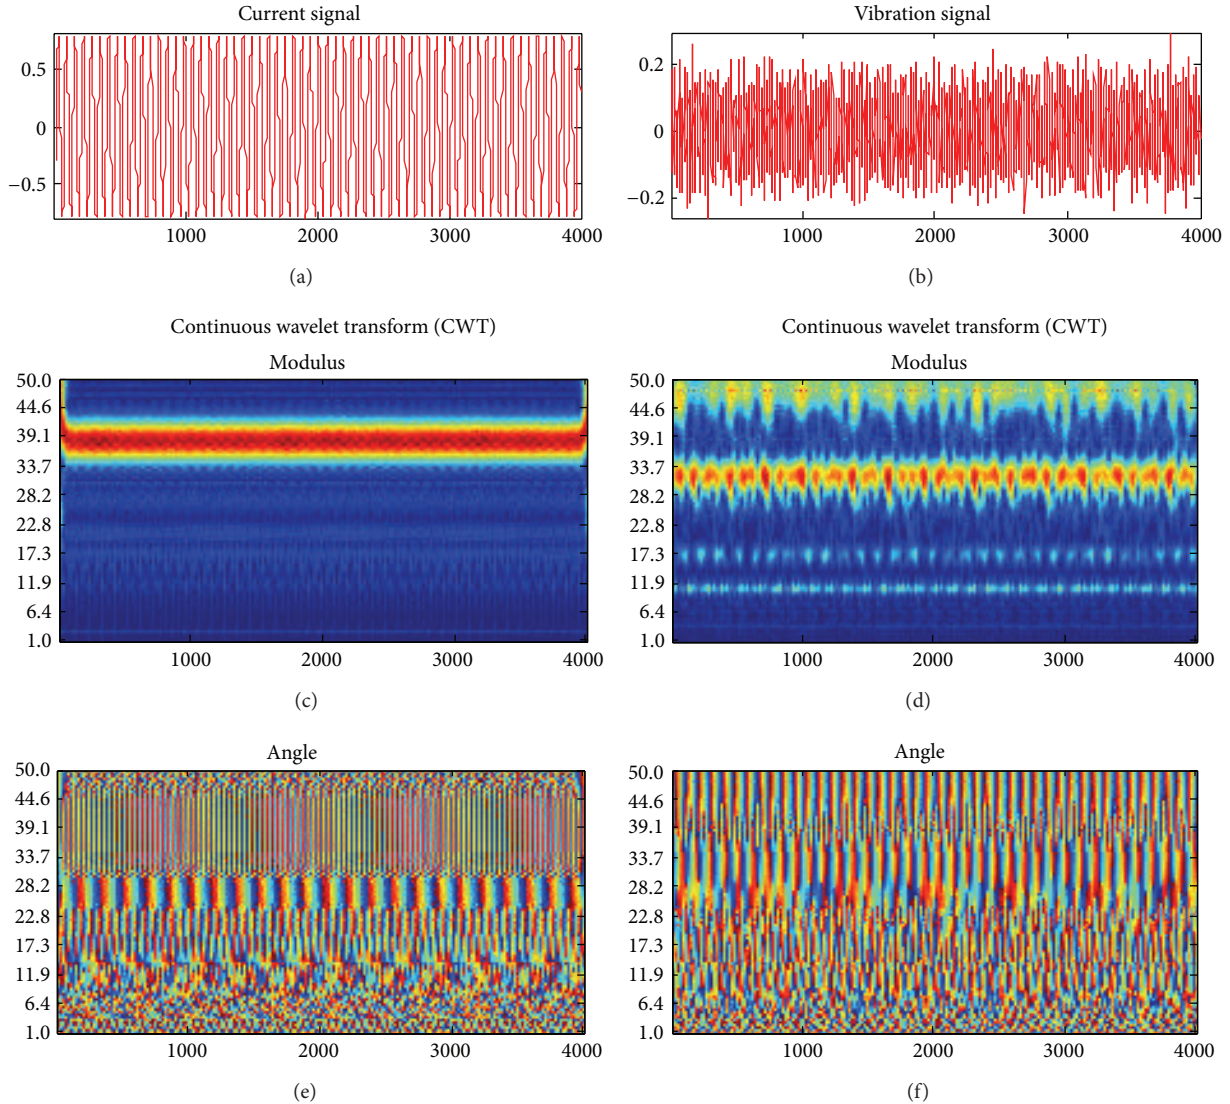 Current signal
0.5
0
−0.5
1000 2000 3000 4000
(a)
Vibration signal
0.2
0
−0.2
1000 2000 3000 4000
(b)
Continuous wavelet transform (CWT)
Modulus
50.0
44.6
39.1
33.7
28.2
22.8
17.3
11.9
6.4
1.0
1000 2000 3000 4000
(c)
Continuous wavelet transform (CWT)
Modulus
50.0
44.6
39.1
33.7
28.2
22.8
17.3
11.9
6.4
1.0
1000 2000 3000 4000
(d)
Angle
50.0
44.6
39.1
33.7
28.2
22.8
17.3
11.9
6.4
1.0
1000 2000 3000 4000
(e)
Angle
50.0
44.6
39.1
33.7
28.2
22.8
17.3
11.9
6.4
1.0
1000 2000 3000 4000
(f)